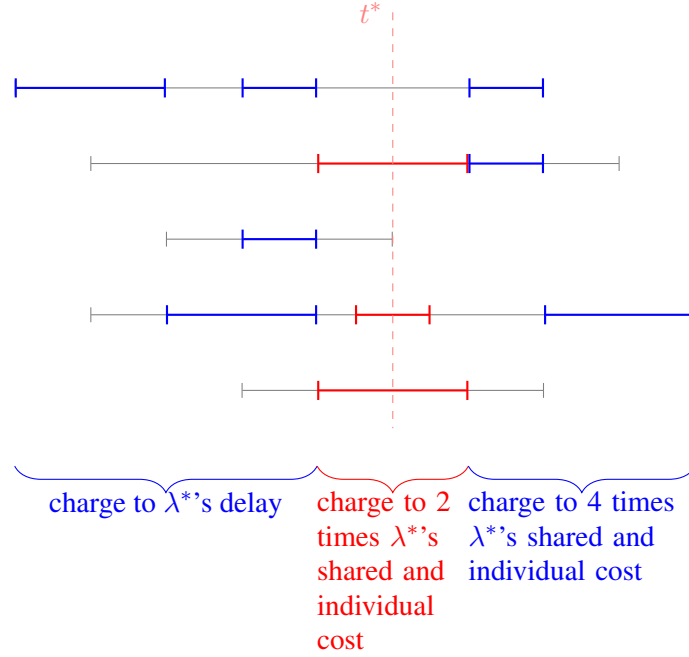 t*
charge to λ*'s delay
charge to 2
times λ*'s
shared and
individual
cost
charge to 4 times
λ*'s shared and
individual cost